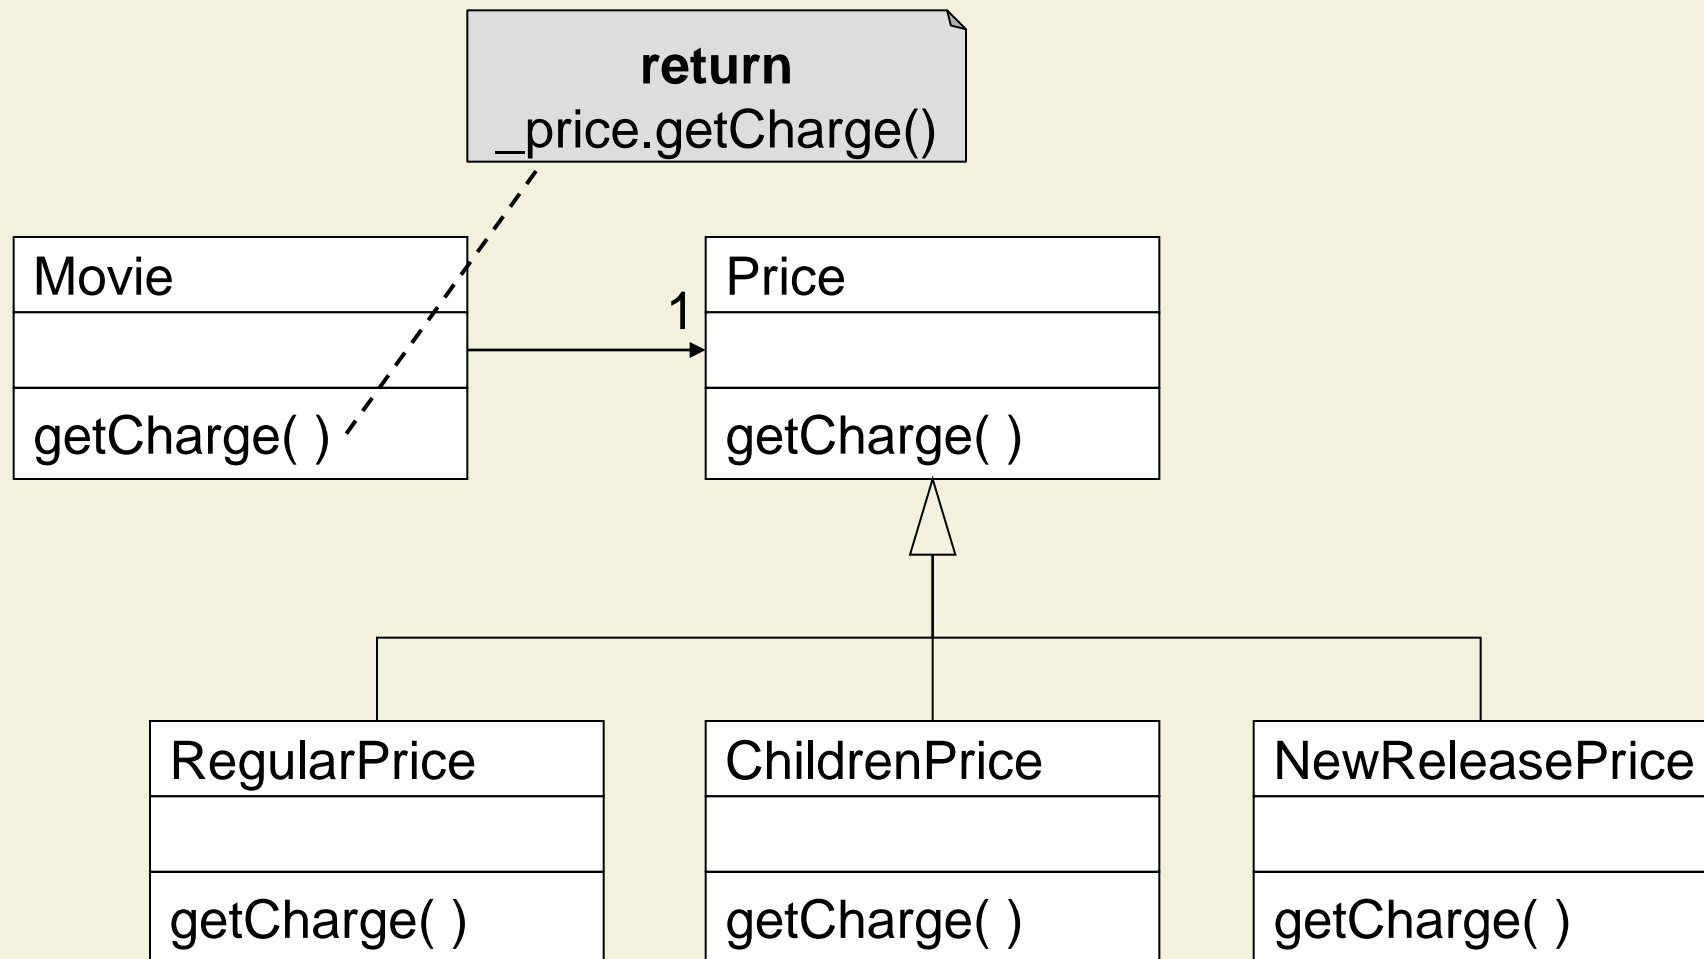 return
_price.getCharge()
Movie
1
Price
getCharge( )
getCharge( )
RegularPrice
ChildrenPrice
NewReleasePrice
getCharge( )
getCharge( )
getCharge( )